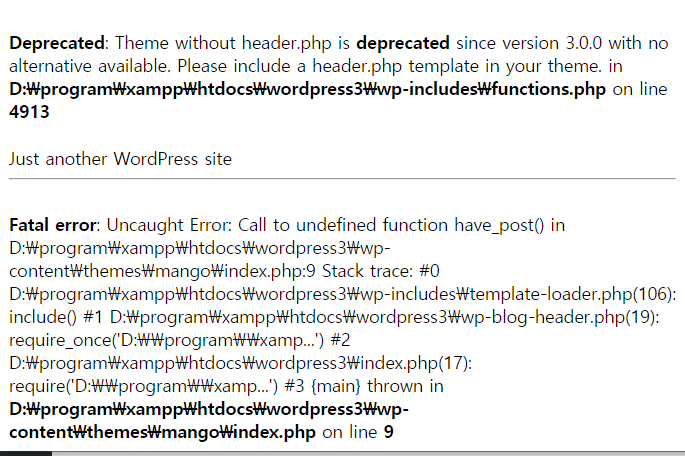 Deprecated: Theme without header.php is deprecated since version 3.0.0 with no
alternative available. Please include a header.php template in your theme. in
D:₩program₩xampp₩htdocs₩wordpress3₩wp-includes₩functions.php on line
4913
Just another WordPress site
Fatal error: Uncaught Error: Call to undefined function have_post() in
D:₩program₩xampp₩htdocs₩wordpress3₩wp-
content₩themes₩mango₩index.php:9 Stack trace: #0
D:₩program₩xampp₩htdocs₩wordpress3₩wp-includes₩template-loader.php(106):
include() #1 D:₩program₩xampp₩htdocs₩wordpress3₩wp-blog-header.php(19):
require_once('D:₩₩program₩₩xamp...') #2
D:₩program₩xampp₩htdocs₩wordpress3₩index.php(17):
require('D:₩₩program₩₩xamp...') #3 {main} thrown in
D:₩program₩xampp₩htdocs₩wordpress3₩wp-
content₩themes₩mango₩index.php on line 9